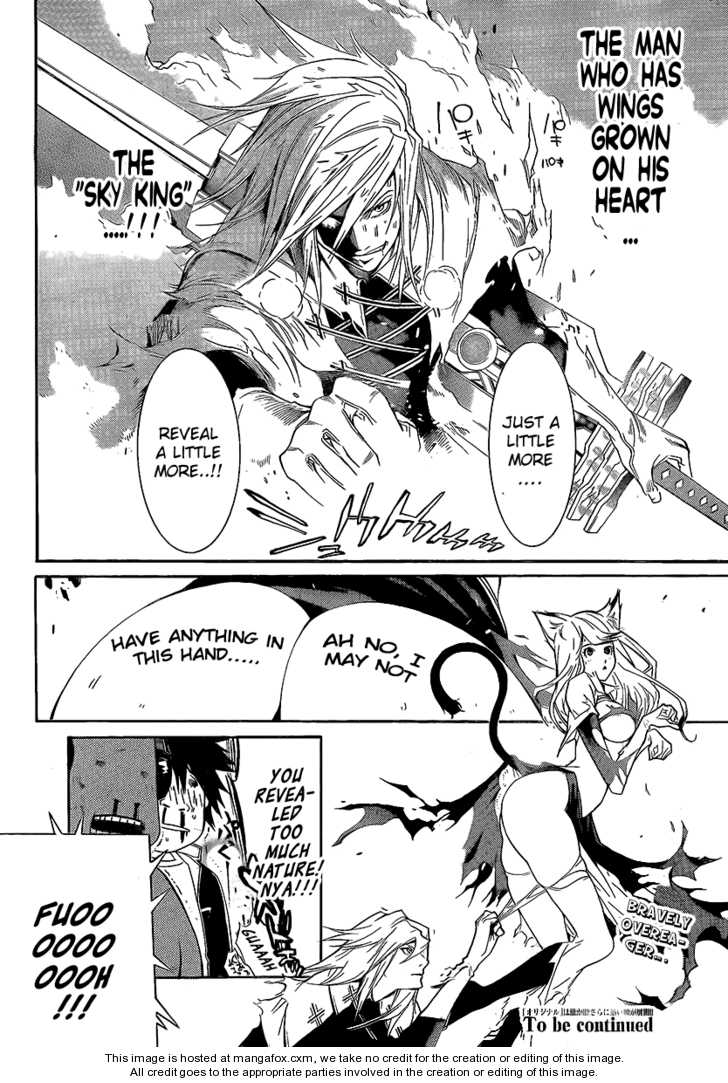 THE MAN
WHO HAS
WINGS
GROWN
ON HIS
HEART
...
THE
"SKY KING"
.....!!!
JUST
A LITTLE
MORE
....
REVEAL
A LITTLE
MORE..!!
AH NO, I
MAY NOT
HAVE ANYTHING IN
THIS HAND.....
YOU
REVEA-
LED
TOO
MUCH
NATURE!
NYA!!!
GUAAAH
FUOO
OOOOO
OOOH
!!!
BRAVELY
OVEREA-
GER....
To be continued
This image is hosted at mangafox.cxm, we take no credit for the creation or editing of this image.
All credit goes to the appropriate parties involved in the creation or editing of this image.